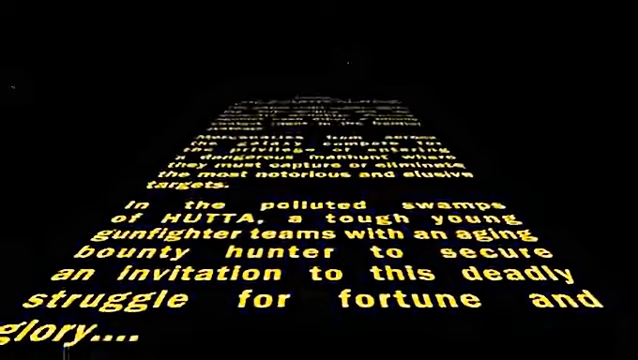 Mercenaries from across
the galaxy compete for
the privilege of entering
a dangerous manhunt where
they must capture or eliminate
the most notorious and elusive
targets.
In the polluted swamps
of HUTTA, a tough young
gunfighter teams with an aging
bounty hunter to secure
an invitation to this deadly
struggle for fortune and
glory....